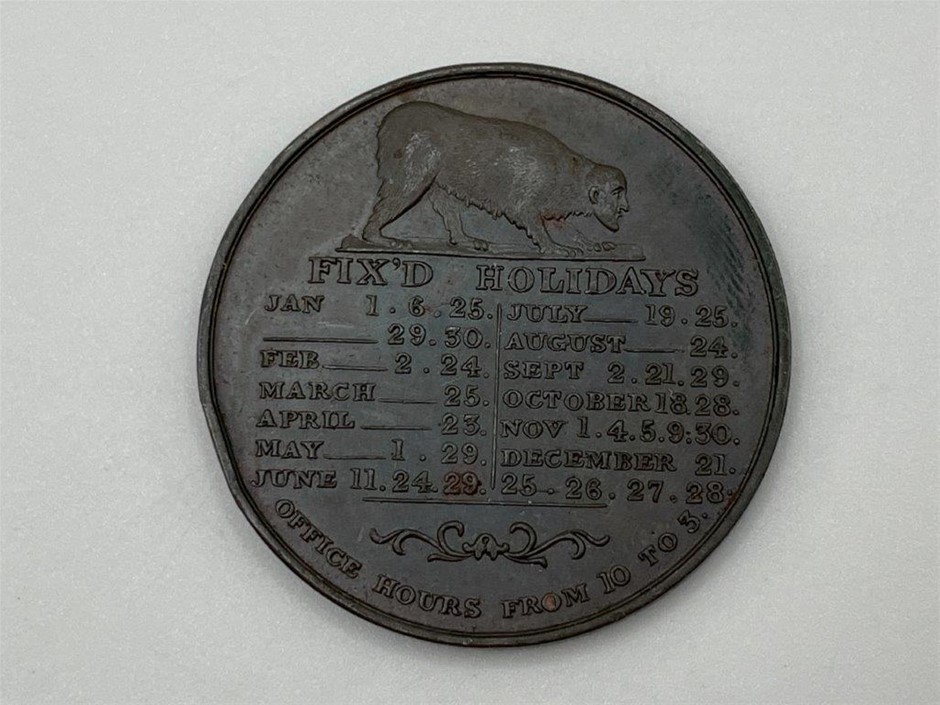 FIX'D HOLIDAYS
JAN 1. 6. 25.
29. 30.
FEB 2. 24.
MARCH 25.
APRIL 23.
MAY 1. 29.
JUNE 11. 24. 29.
JULY 19. 25.
AUGUST 24.
SEPT 2. 21. 29.
OCTOBER 18. 28.
NOV 1. 4. 5. 9: 30.
DECEMBER 21.
25. 26. 27. 28.
OFFICE HOURS FROM 10 TO 3.